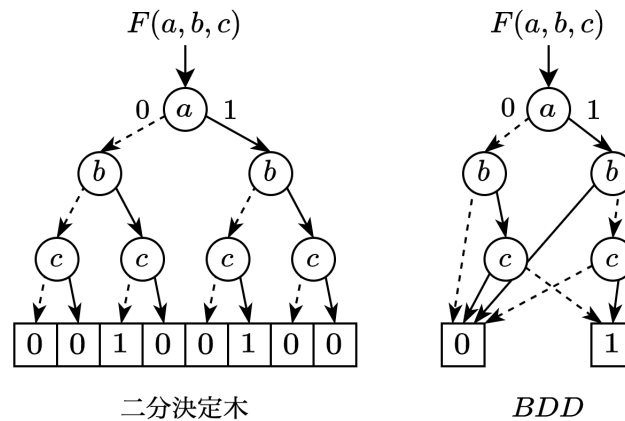 F(a, b, c)
0 a 1
b b
c c c c
0 0 1 0 0 1 0 0
二分決定木
F(a, b, c)
0 a 1
b b
c c
0 1
BDD